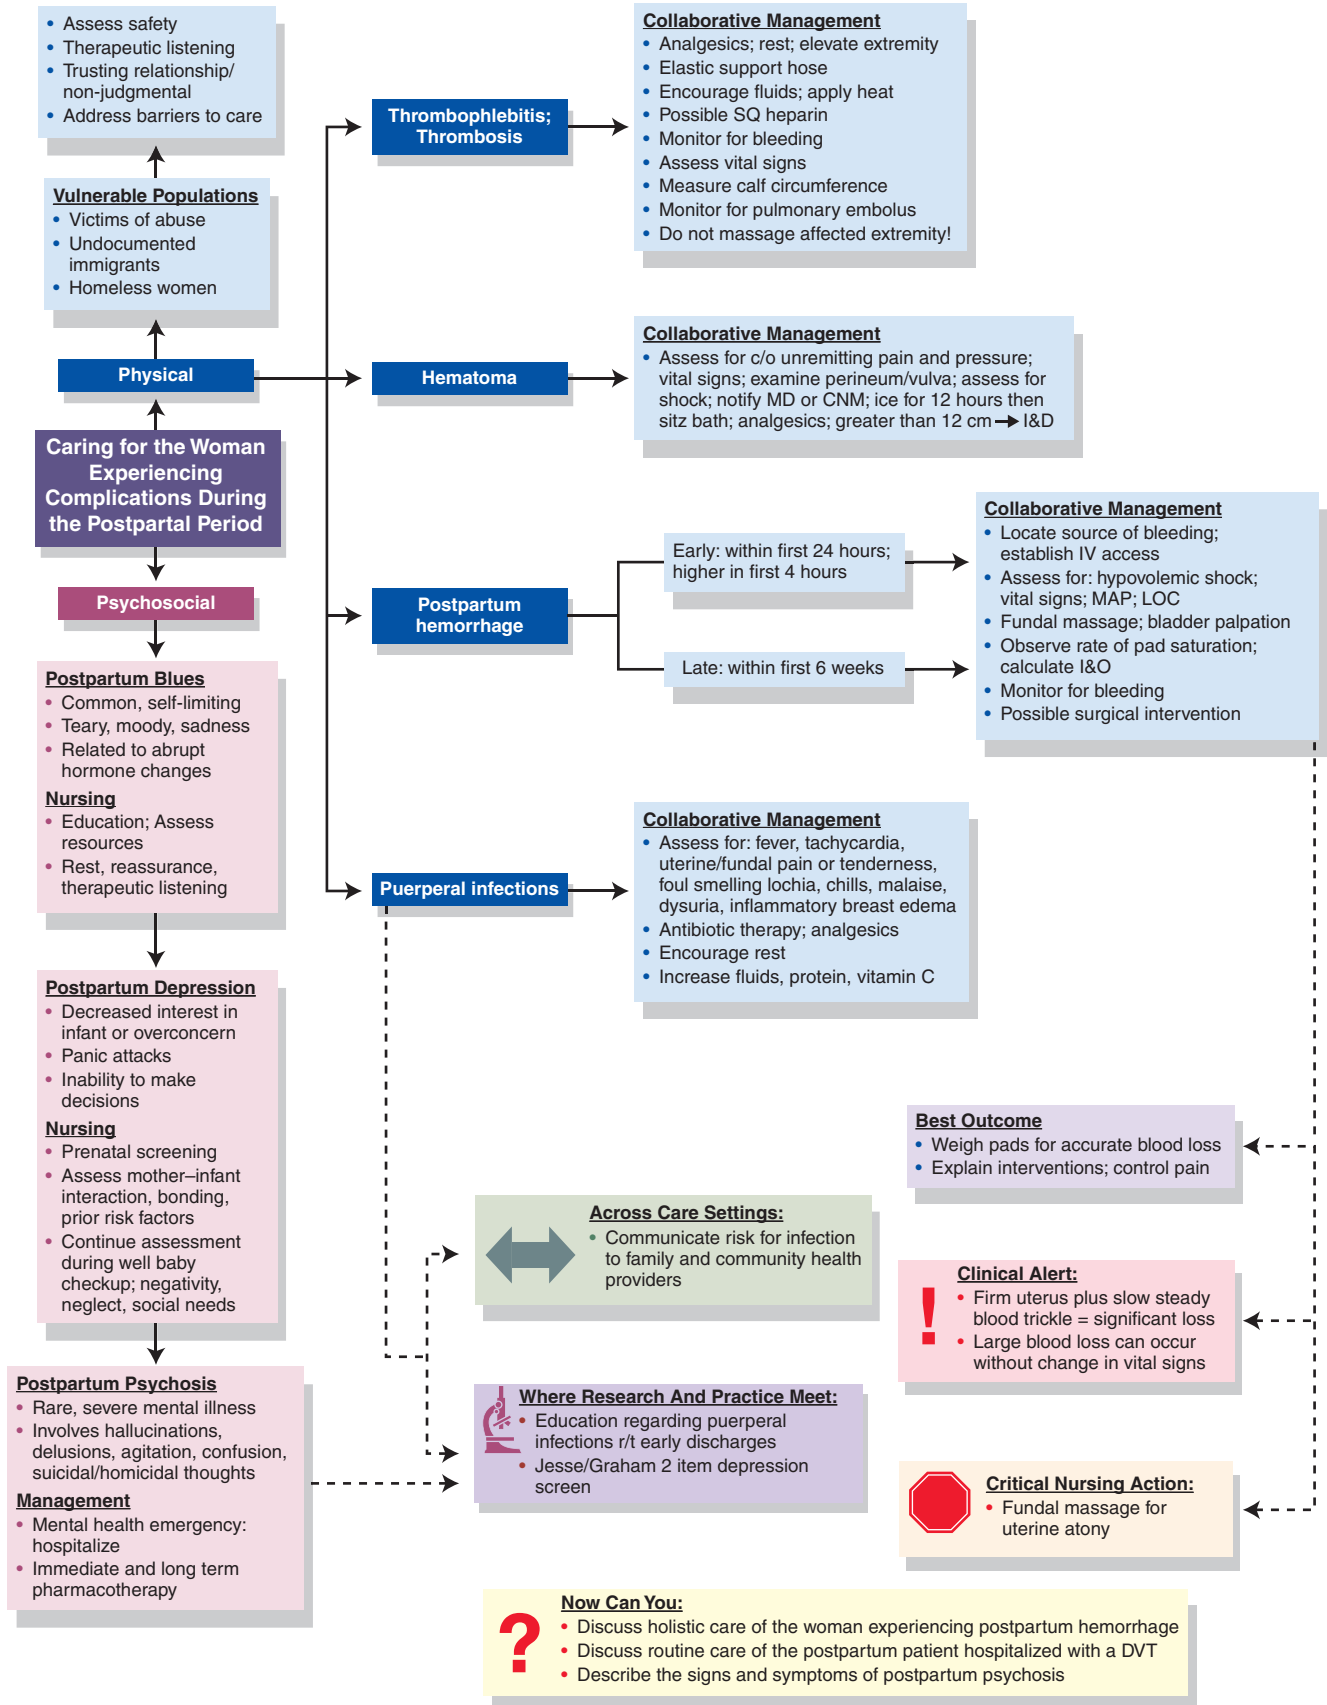 • Assess safety
• Therapeutic listening
• Trusting relationship/
non-judgmental
• Address barriers to care
Vulnerable Populations
• Victims of abuse
• Undocumented
immigrants
• Homeless women
Physical
Caring for the Woman
Experiencing
Complications During
the Postpartal Period
Psychosocial
Postpartum Blues
• Common, self-limiting
• Teary, moody, sadness
• Related to abrupt
hormone changes
Nursing
• Education; Assess
resources
• Rest, reassurance,
therapeutic listening
Postpartum Depression
• Decreased interest in
infant or overconcern
• Panic attacks
• Inability to make
decisions
Nursing
• Prenatal screening
• Assess mother–infant
interaction, bonding,
prior risk factors
• Continue assessment
during well baby
checkup; negativity,
neglect, social needs
Postpartum Psychosis
• Rare, severe mental illness
• Involves hallucinations,
delusions, agitation, confusion,
suicidal/homicidal thoughts
Management
• Mental health emergency:
hospitalize
• Immediate and long term
pharmacotherapy
Thrombophlebitis;
Thrombosis
Collaborative Management
• Analgesics; rest; elevate extremity
• Elastic support hose
• Encourage fluids; apply heat
• Possible SQ heparin
• Monitor for bleeding
• Assess vital signs
• Measure calf circumference
• Monitor for pulmonary embolus
• Do not massage affected extremity!
Hematoma
Collaborative Management
• Assess for c/o unremitting pain and pressure;
vital signs; examine perineum/vulva; assess for
shock; notify MD or CNM; ice for 12 hours then
sitz bath; analgesics; greater than 12 cm → I&D
Postpartum
hemorrhage
Early: within first 24 hours;
higher in first 4 hours
Late: within first 6 weeks
Collaborative Management
• Locate source of bleeding;
establish IV access
• Assess for: hypovolemic shock;
vital signs; MAP; LOC
• Fundal massage; bladder palpation
• Observe rate of pad saturation;
calculate I&O
• Monitor for bleeding
• Possible surgical intervention
Puerperal infections
Collaborative Management
• Assess for: fever, tachycardia,
uterine/fundal pain or tenderness,
foul smelling lochia, chills, malaise,
dysuria, inflammatory breast edema
• Antibiotic therapy; analgesics
• Encourage rest
• Increase fluids, protein, vitamin C
Best Outcome
• Weigh pads for accurate blood loss
• Explain interventions; control pain
Across Care Settings:
• Communicate risk for infection
to family and community health
providers
! Clinical Alert:
• Firm uterus plus slow steady
blood trickle = significant loss
• Large blood loss can occur
without change in vital signs
Where Research And Practice Meet:
• Education regarding puerperal
infections r/t early discharges
• Jesse/Graham 2 item depression
screen
Critical Nursing Action:
• Fundal massage for
uterine atony
? Now Can You:
• Discuss holistic care of the woman experiencing postpartum hemorrhage
• Discuss routine care of the postpartum patient hospitalized with a DVT
• Describe the signs and symptoms of postpartum psychosis